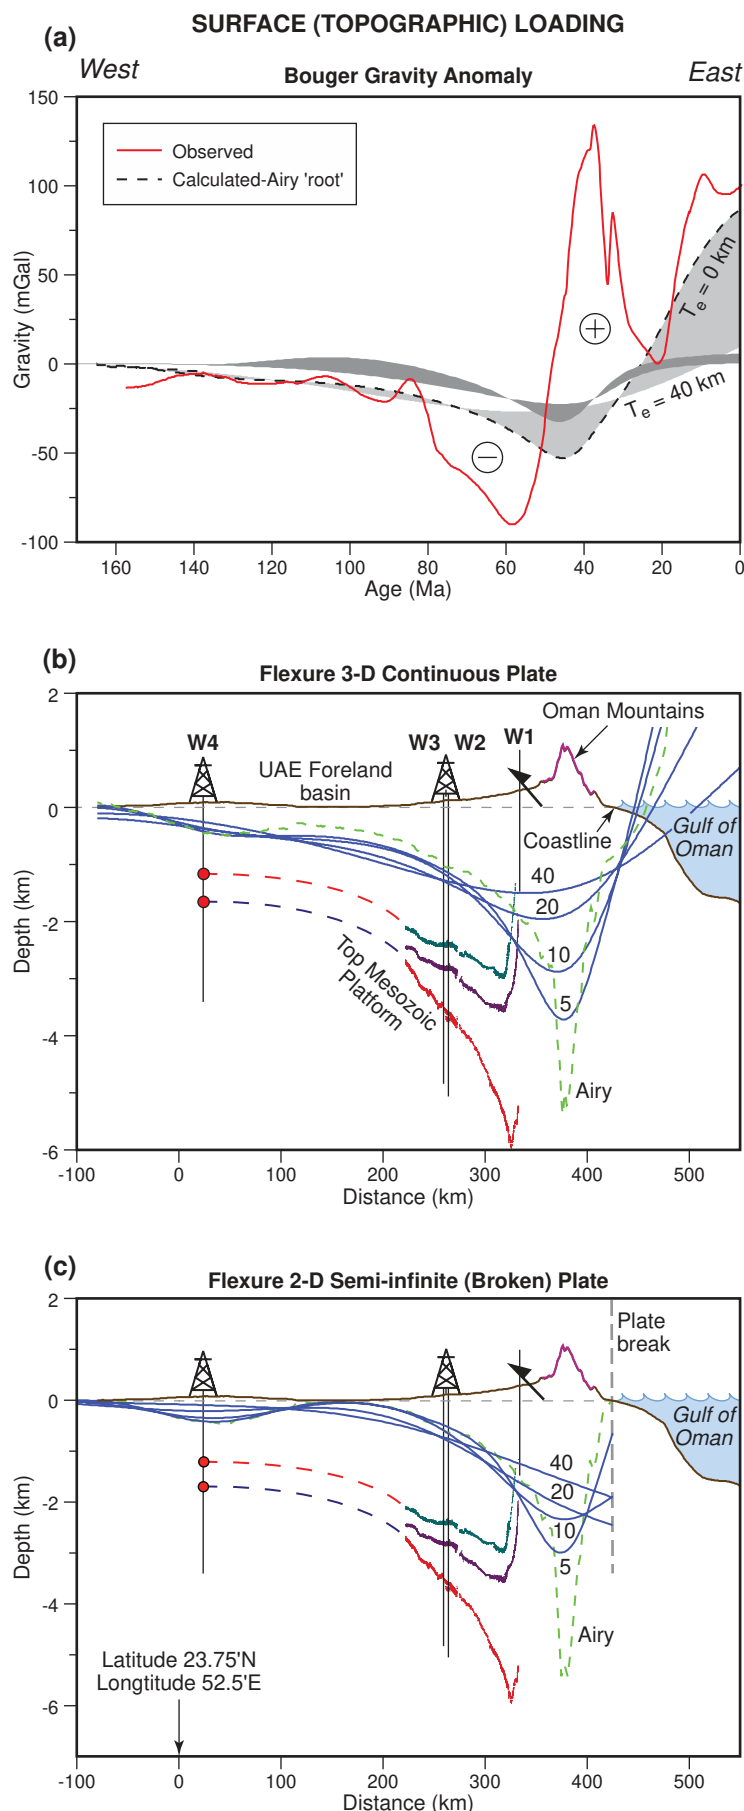 SURFACE (TOPOGRAPHIC) LOADING
(a)
West
Bouger Gravity Anomaly
East
150
100
50
0
-50
-100
Gravity (mGal)
Observed
Calculated-Airy 'root'
Te = 0 km
Te = 40 km
+
−
160
140
120
100
80
60
40
20
0
Age (Ma)
(b)
Flexure 3-D Continuous Plate
2
0
-2
-4
-6
Depth (km)
W4
UAE Foreland
basin
W3
W2
W1
Oman Mountains
Coastline
Gulf of
Oman
40
20
10
5
Airy
Top Mesozoic
Platform
-100
0
100
200
300
400
500
Distance (km)
(c)
Flexure 2-D Semi-infinite (Broken) Plate
2
0
-2
-4
-6
Depth (km)
Plate
break
Gulf of
Oman
40
20
10
5
Airy
Latitude 23.75'N
Longtitude 52.5'E
-100
0
100
200
300
400
500
Distance (km)